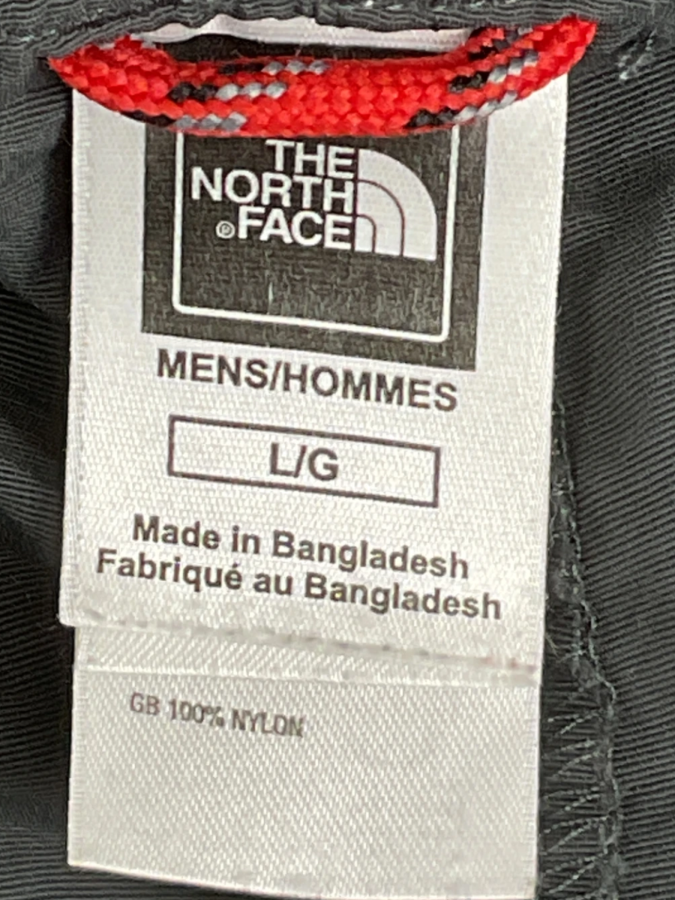 THE
NORTH
®FACE
MENS/HOMMES
L/G
Made in Bangladesh
Fabriqué au Bangladesh
GB 100% NYLON